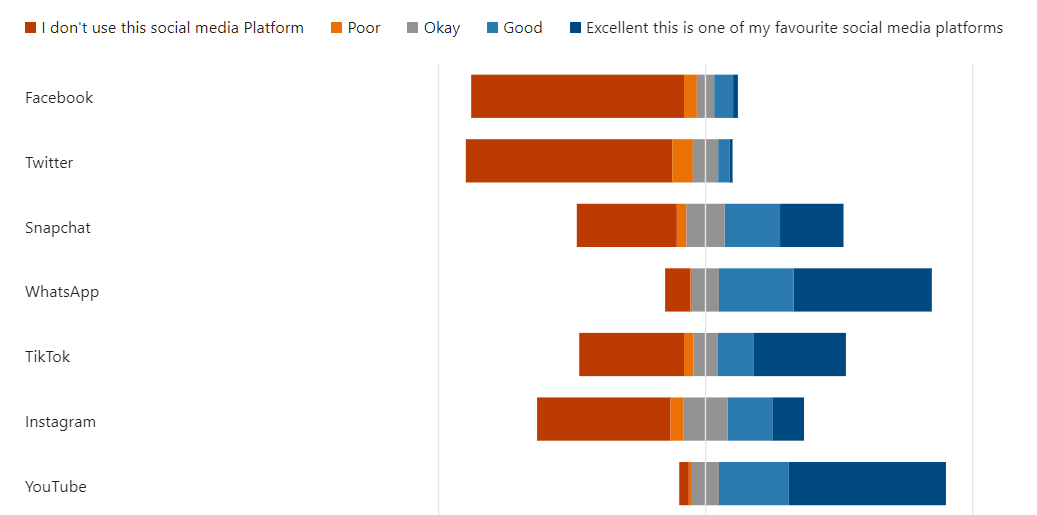 I don't use this social media Platform Poor Okay Good Excellent this is one of my favourite social media platforms
Facebook
Twitter
Snapchat
WhatsApp
TikTok
Instagram
YouTube